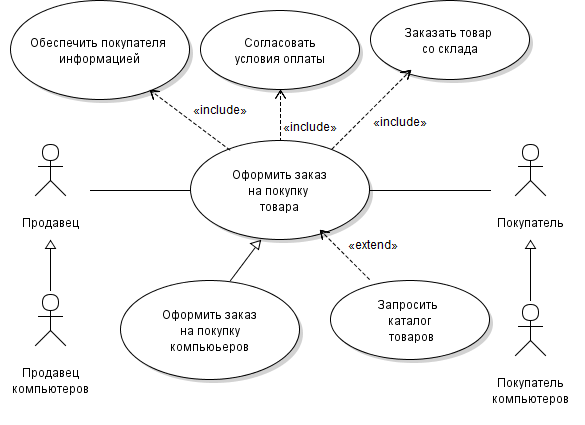 Обеспечить покупателя
информацией
Согласовать
условия оплаты
Заказать товар
со склада
«include»
«include»
«include»
Оформить заказ
на покупку
товара
Продавец
Покупатель
«extend»
Оформить заказ
на покупку
компьюьеров
Запросить
каталог
товаров
Продавец
компьютеров
Покупатель
компьютеров